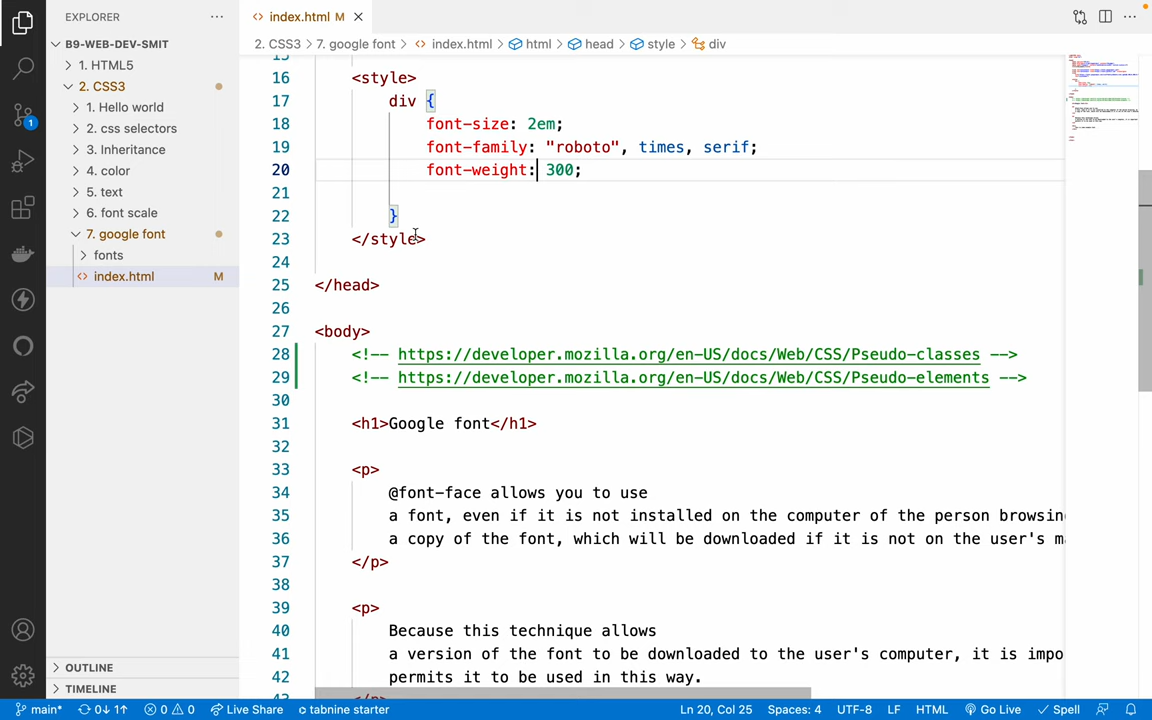 EXPLORER
index.html M
B9-WEB-DEV-SMIT
2. CSS3 7. google font index.html html head style div
1. HTML5
2. CSS3
1. Hello world
2. css selectors
3. Inheritance
4. color
5. text
6. font scale
7. google font
fonts
index.html M
1
16 <style>
17 div {
18 font-size: 2em;
19 font-family: "roboto", times, serif;
20 font-weight: 300;
21
22 }
23 </style>
24
25 </head>
26
27 <body>
28 <!-- https://developer.mozilla.org/en-US/docs/Web/CSS/Pseudo-classes -->
29 <!-- https://developer.mozilla.org/en-US/docs/Web/CSS/Pseudo-elements -->
30
31 <h1>Google font</h1>
32
33 <p>
34 @font-face allows you to use
35 a font, even if it is not installed on the computer of the person browsin
36 a copy of the font, which will be downloaded if it is not on the user's m
37 </p>
38
39 <p>
40 Because this technique allows
41 a version of the font to be downloaded to the user's computer, it is impo
42 permits it to be used in this way.
OUTLINE
TIMELINE
main* 0↓ 1↑ 0 0 Live Share tabnine starter Ln 20, Col 25 Spaces: 4 UTF-8 LF HTML Go Live Spell